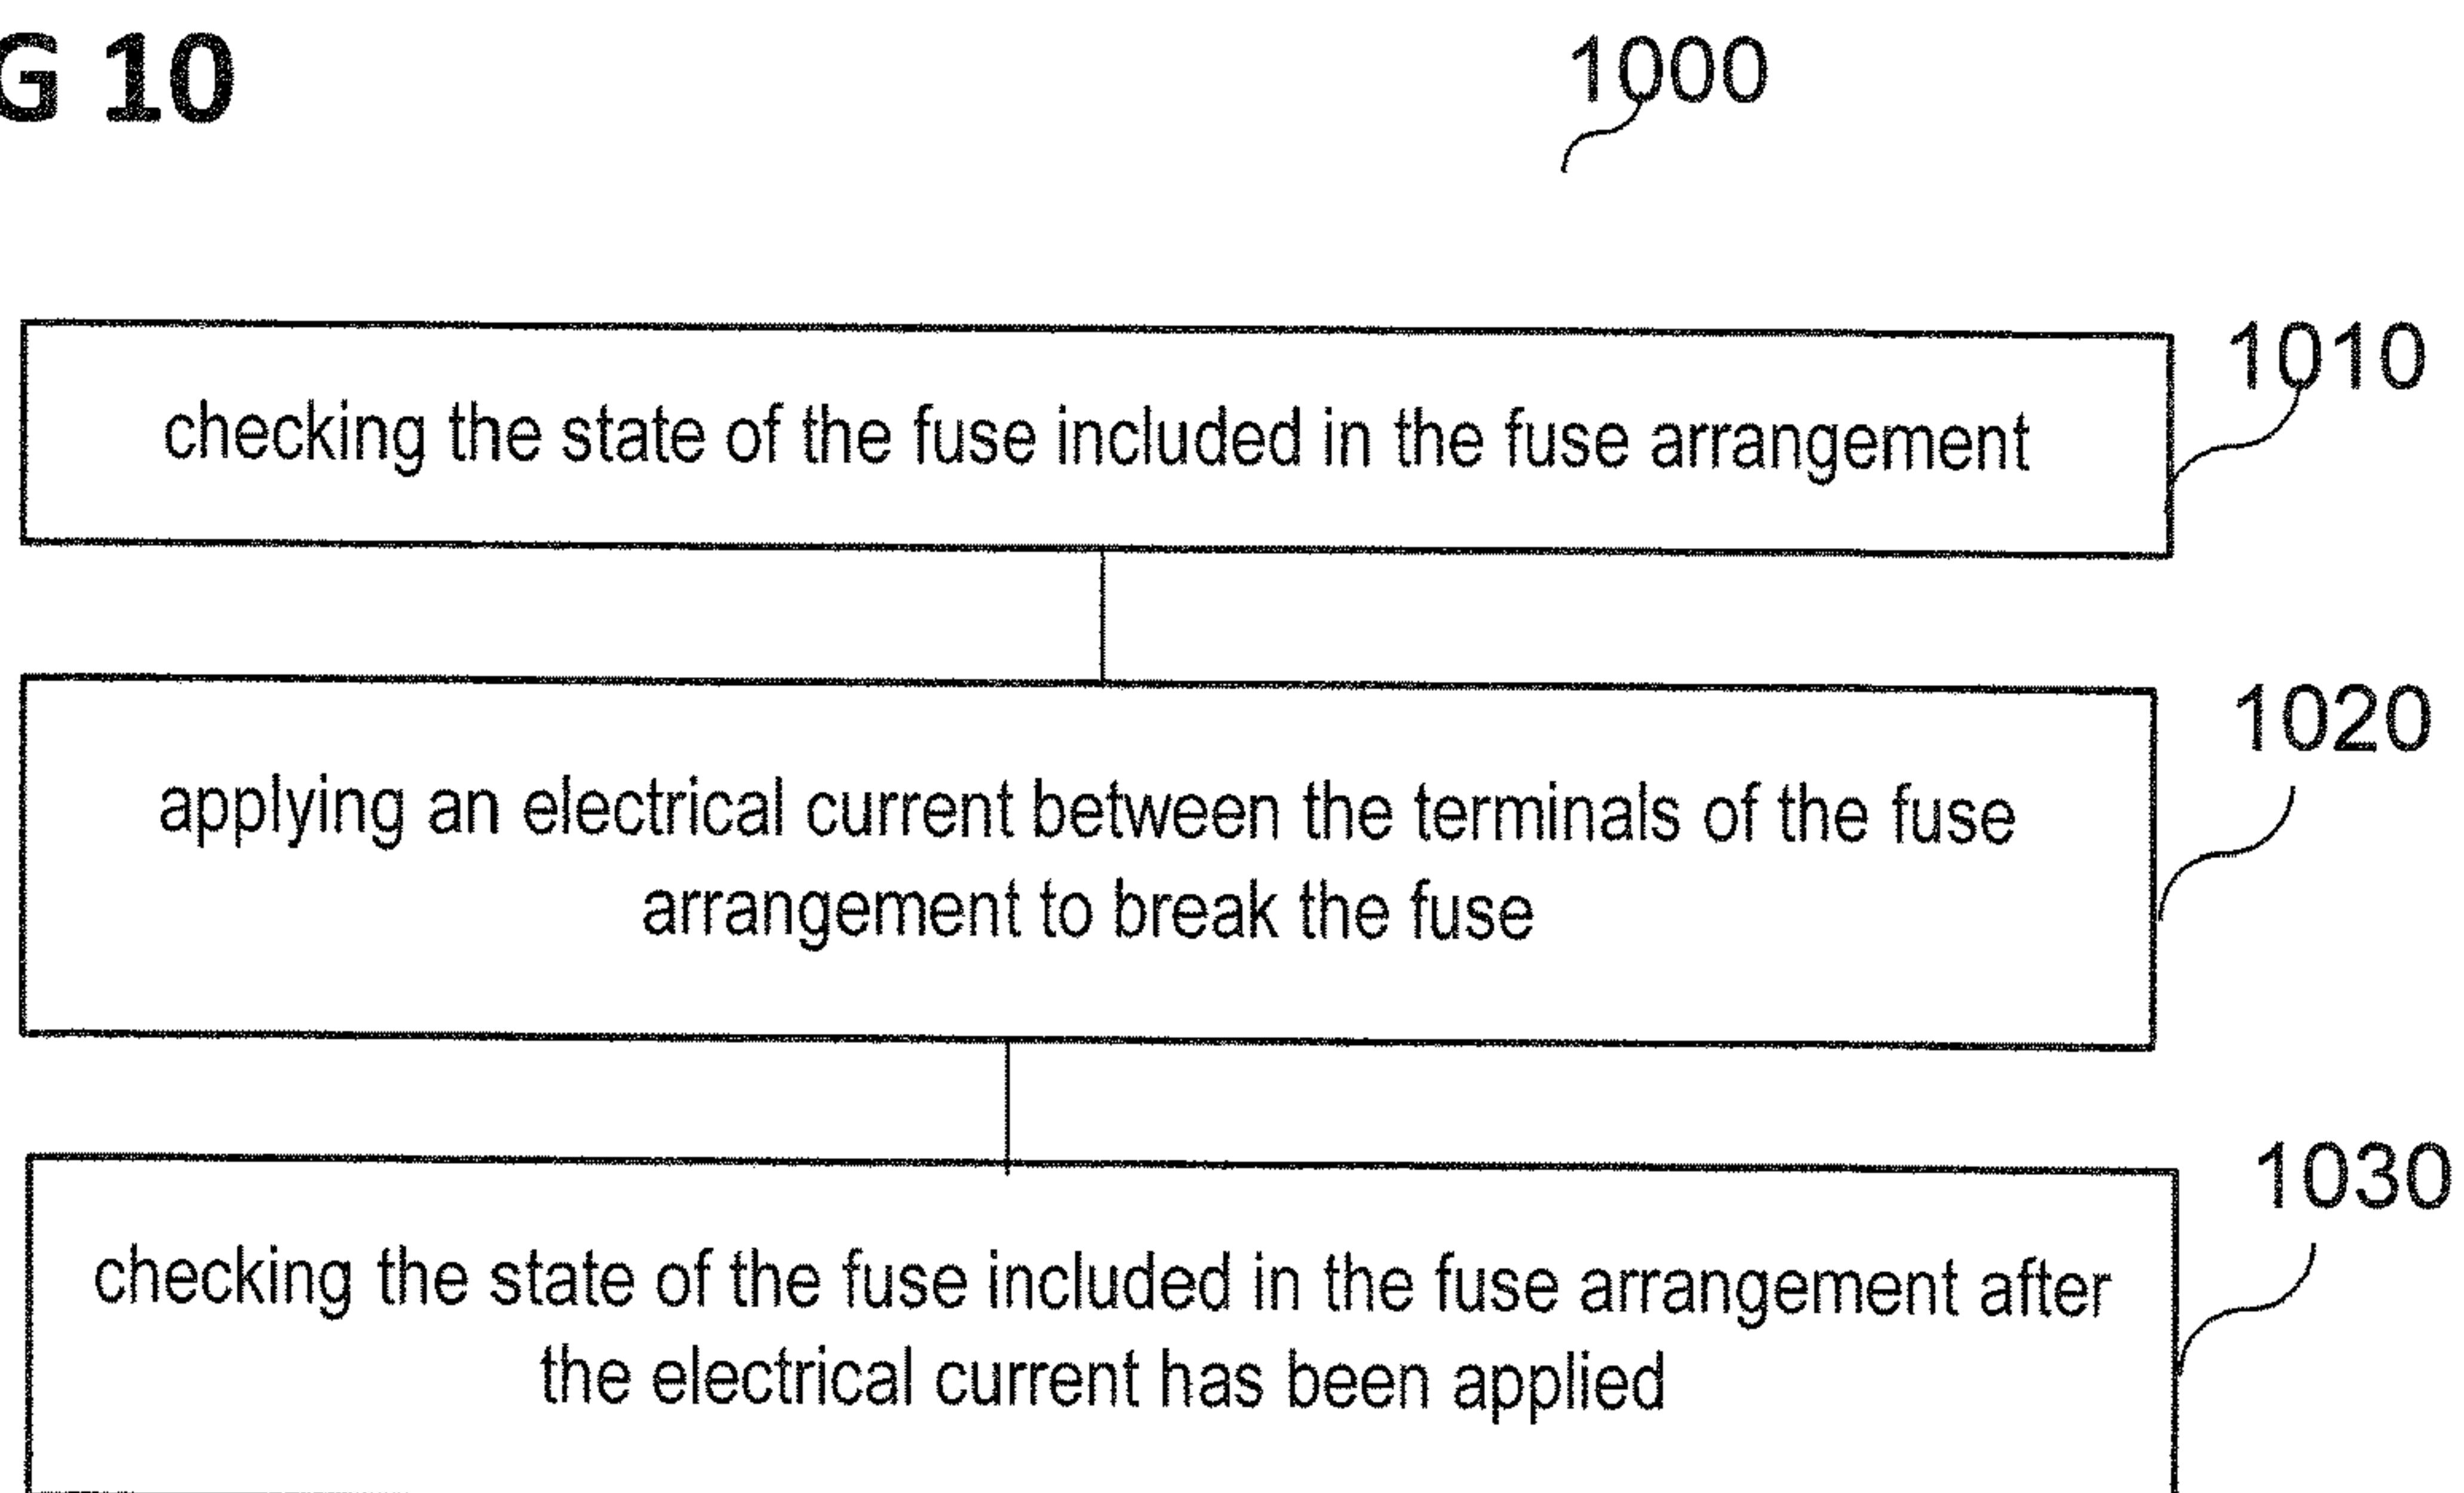 G 10
1000
checking the state of the fuse included in the fuse arrangement
1010
applying an electrical current between the terminals of the fuse
arrangement to break the fuse
1020
checking the state of the fuse included in the fuse arrangement after
the electrical current has been applied
1030